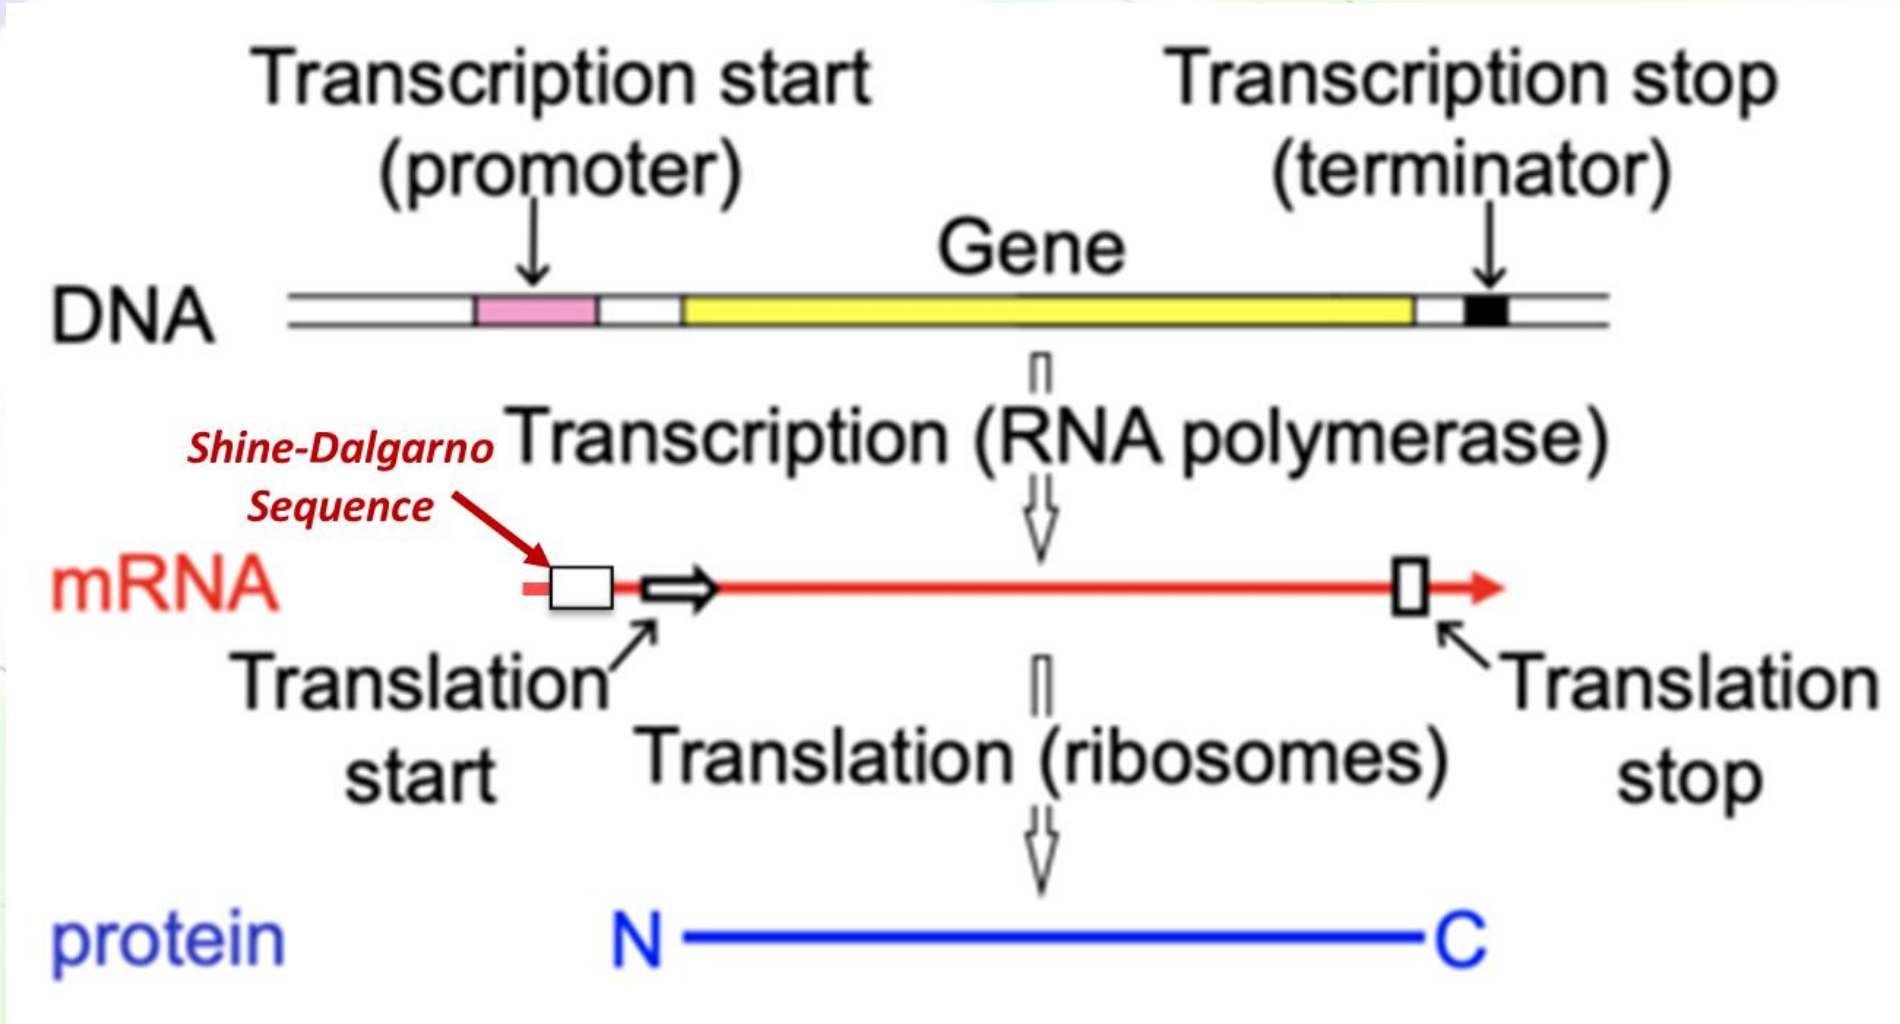 Transcription start
(promoter)
Transcription stop
(terminator)
Gene
DNA
Transcription (RNA polymerase)
Shine-Dalgarno
Sequence
mRNA
Translation
start
Translation
stop
Translation (ribosomes)
protein
N
C